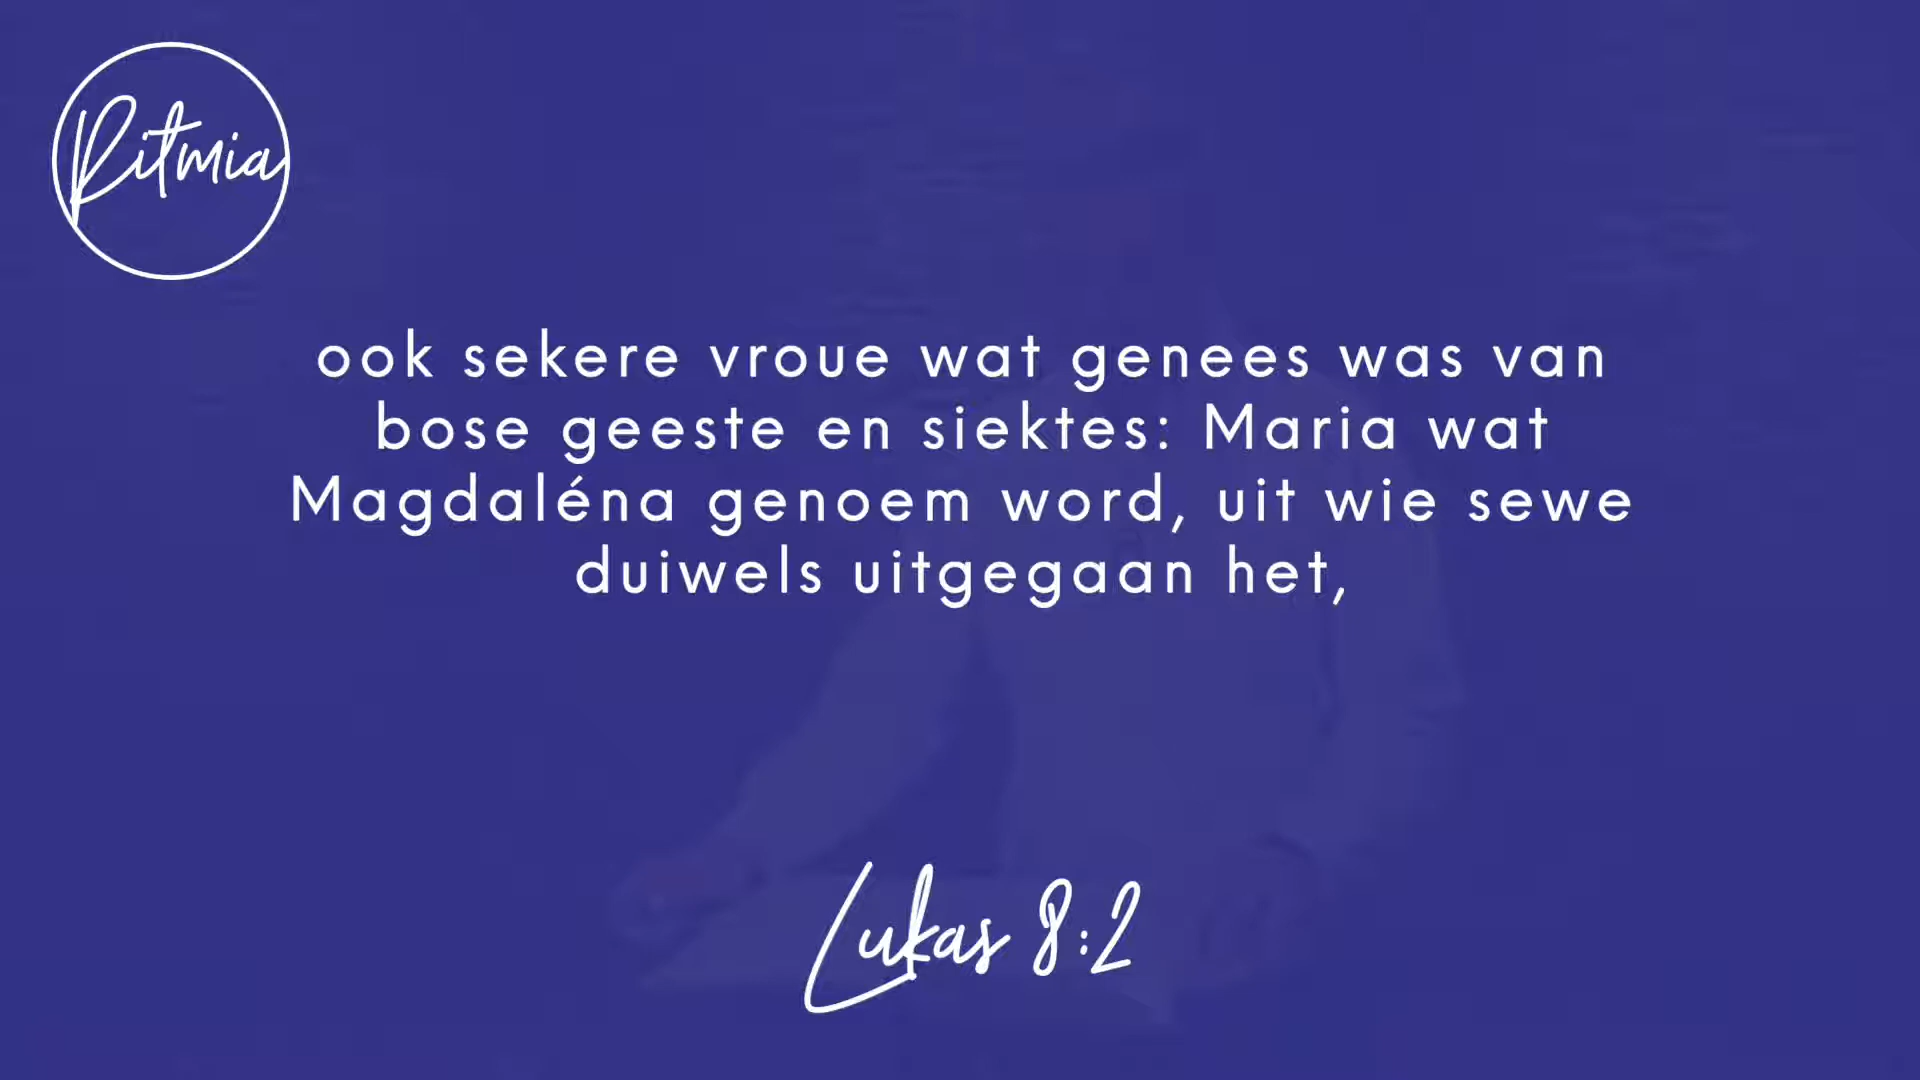 Ritmia
ook sekere vroue wat genees was van
bose geeste en siektes: Maria wat
Magdaléna genoem word, uit wie sewe
duiwels uitgegaan het,
Lukas 8:2